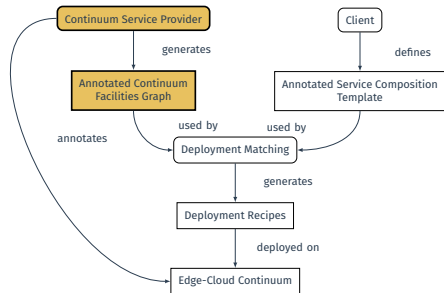 Continuum Service Provider
Client
generates
defines
Annotated Continuum
Facilities Graph
Annotated Service Composition
Template
annotates
used by
used by
Deployment Matching
generates
Deployment Recipes
deployed on
Edge-Cloud Continuum